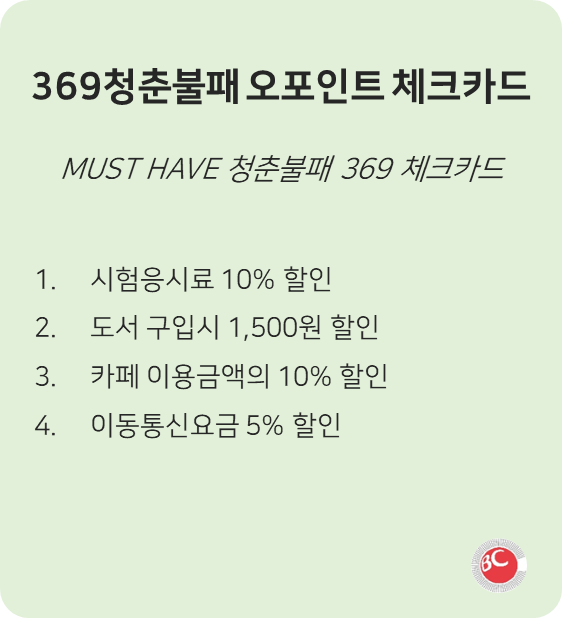 369청춘불패 오포인트 체크카드
MUST HAVE 청춘불패 369 체크카드
1. 시험응시료 10% 할인
2. 도서 구입시 1,500원 할인
3. 카페 이용금액의 10% 할인
4. 이동통신요금 5% 할인
BC